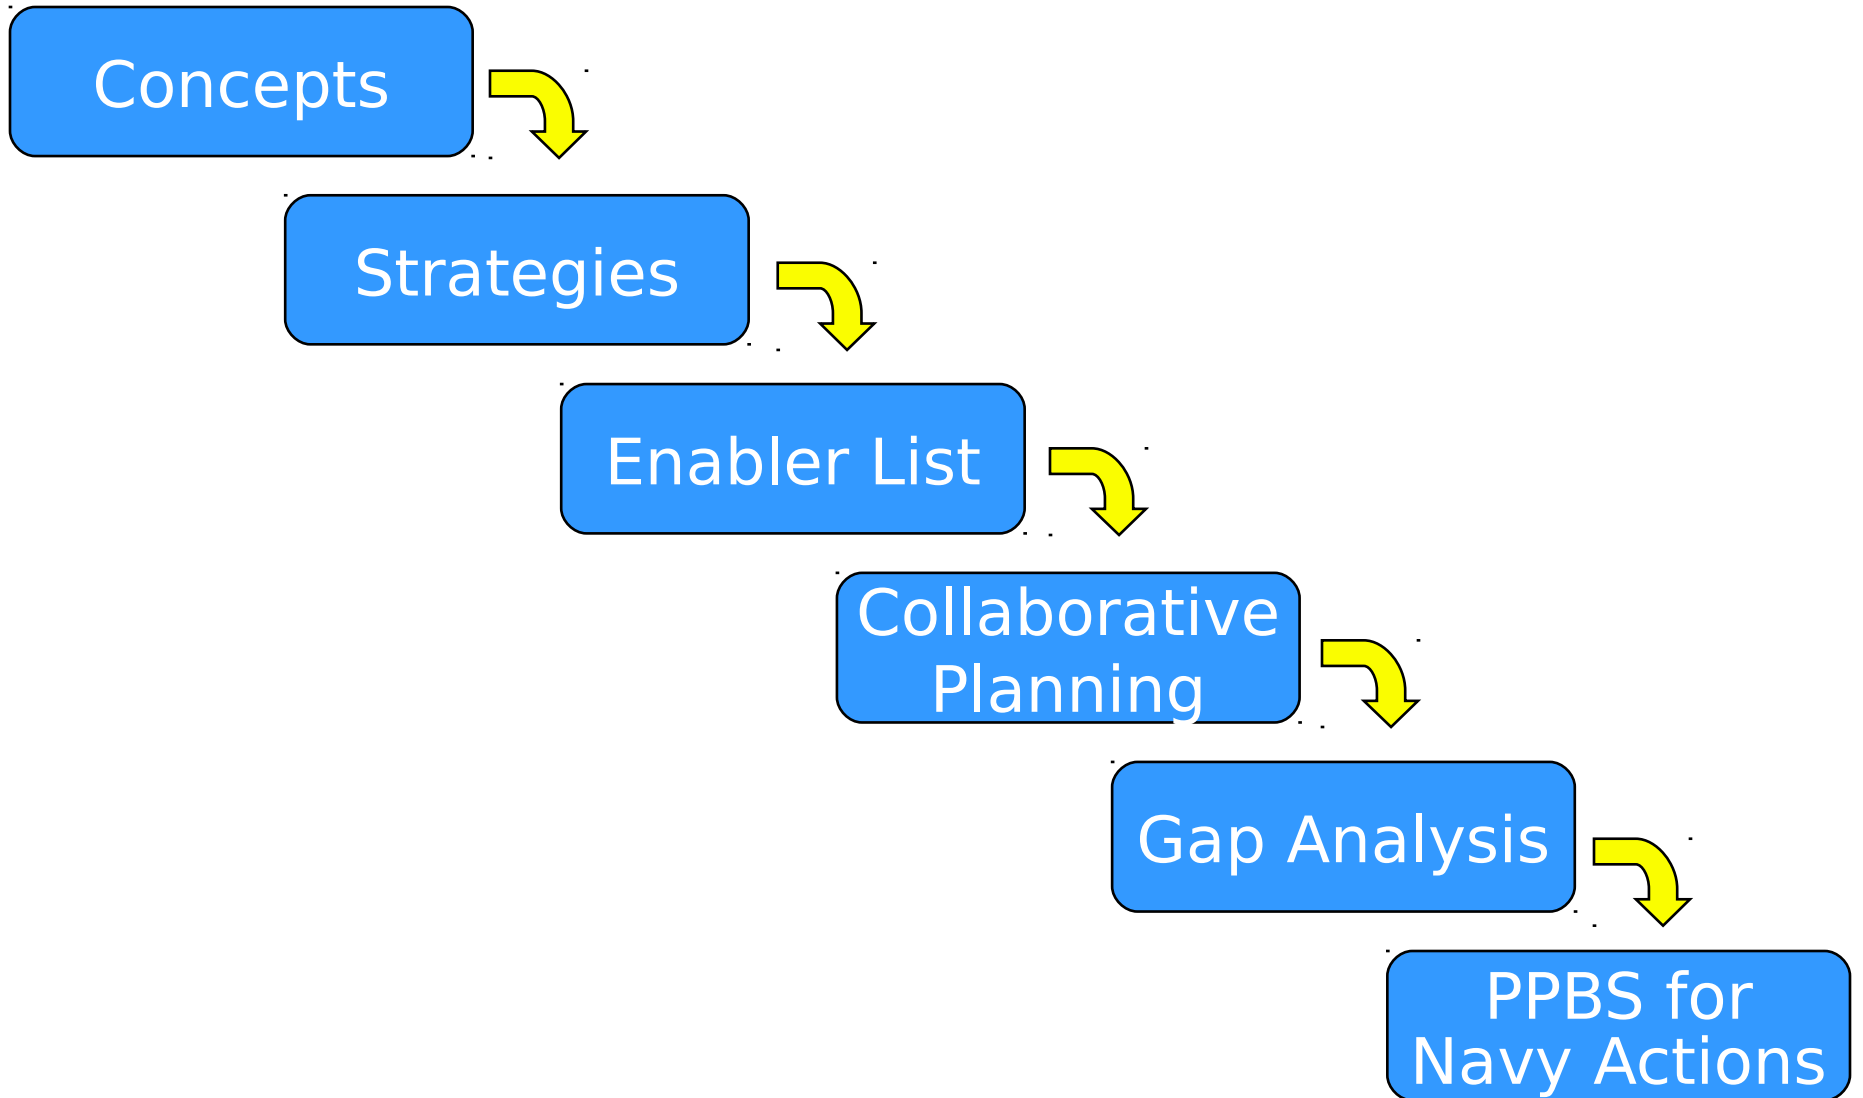 Concepts
Strategies
Enabler List
Collaborative
Planning
Gap Analysis
PPBS for
Navy Actions